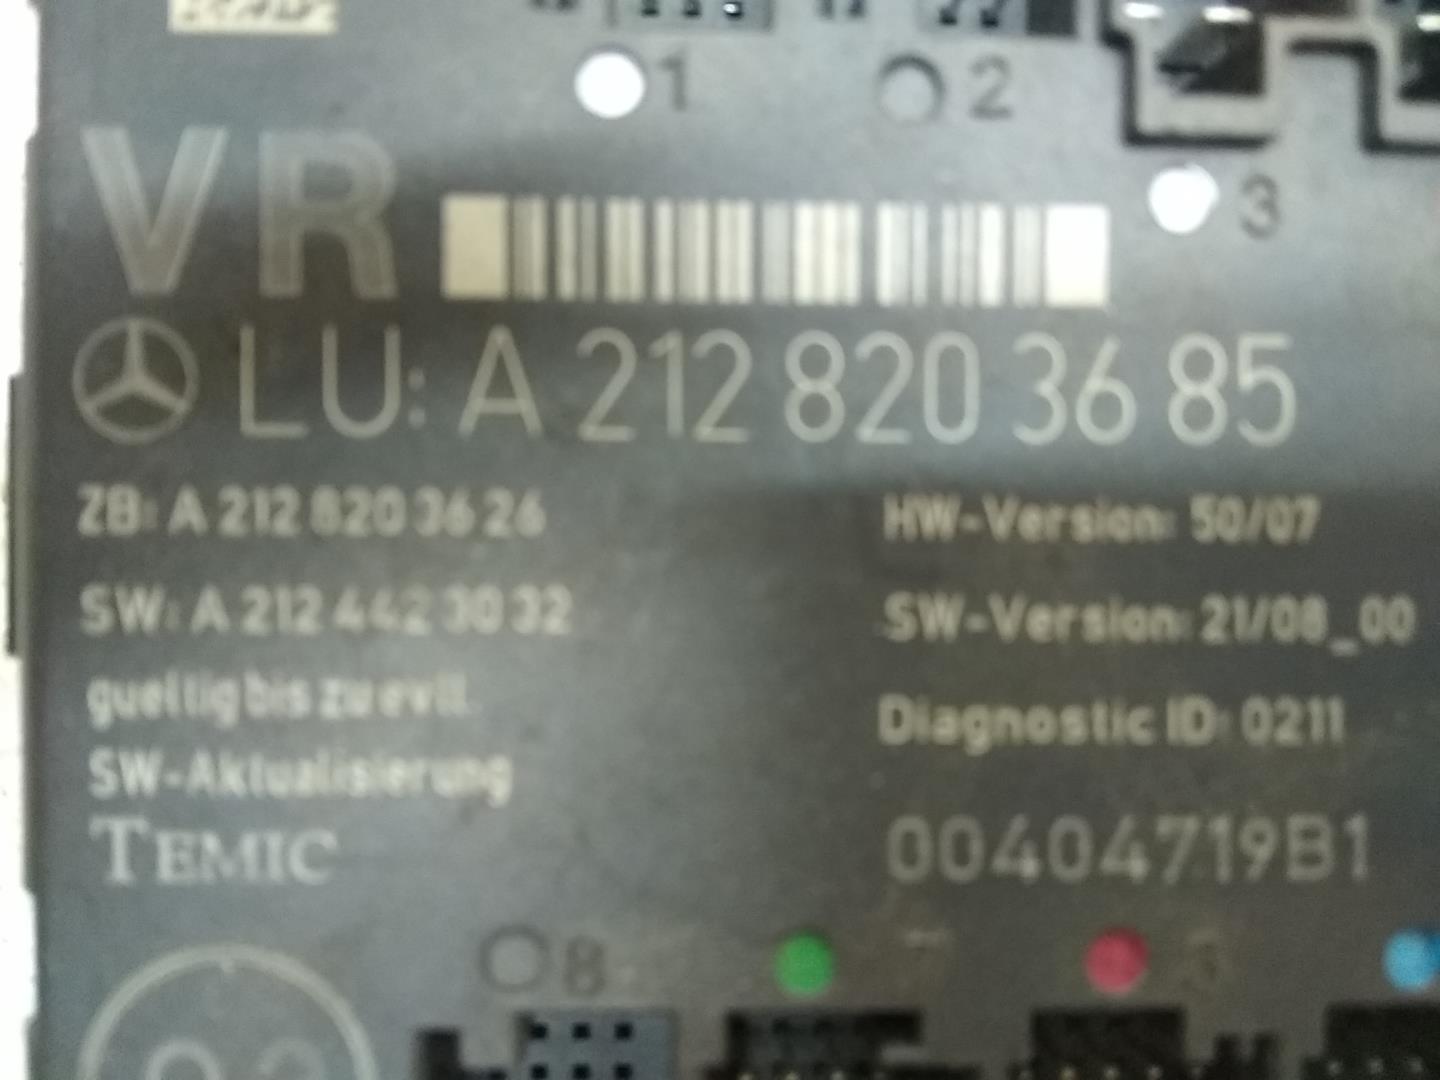 1 2
3
VR
LU: A 212 820 36 85
ZB: A 212 820 36 26
HW-Version: 50/07
SW: A 212 442 30 32
SW-Version: 21/08_00
gueltig bis zu evtl.
Diagnostic ID: 0211
SW-Aktualisierung
TEMIC
00404719B1
8